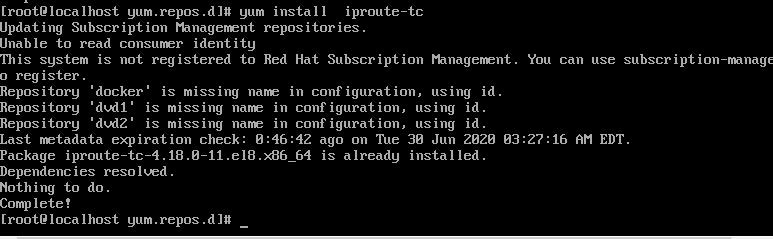 [root@localhost yum.repos.d]# yum install  iproute-tc
Updating Subscription Management repositories.
Unable to read consumer identity
This system is not registered to Red Hat Subscription Management. You can use subscription-manage
o register.
Repository 'docker' is missing name in configuration, using id.
Repository 'dvd1' is missing name in configuration, using id.
Repository 'dvd2' is missing name in configuration, using id.
Last metadata expiration check: 0:46:42 ago on Tue 30 Jun 2020 03:27:16 AM EDT.
Package iproute-tc-4.18.0-11.el8.x86_64 is already installed.
Dependencies resolved.
Nothing to do.
Complete!
[root@localhost yum.repos.d]# _